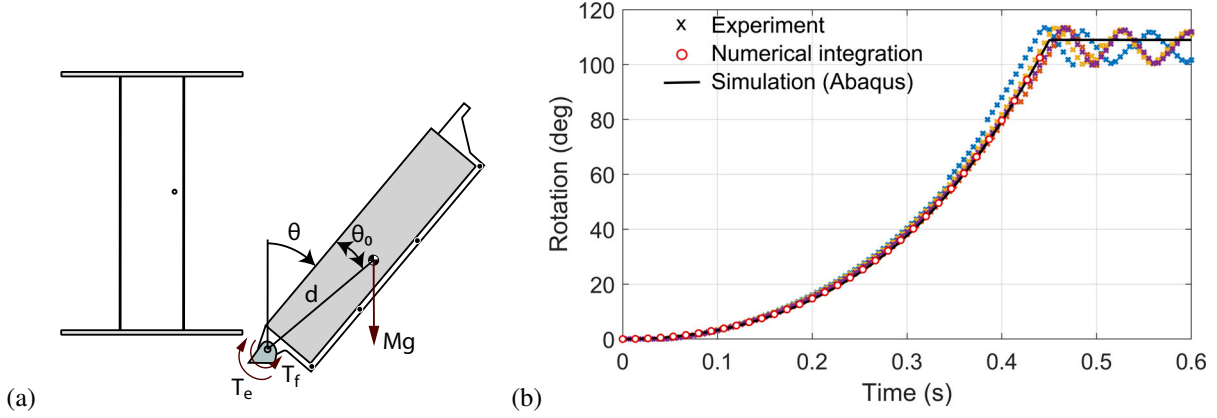 θ
θ₀
d
Mg
Tₑ
T_f
(a)
120
100
80
60
40
20
0
Rotation (deg)
Experiment
Numerical integration
Simulation (Abaqus)
0
0.1
0.2
0.3
0.4
0.5
0.6
Time (s)
(b)